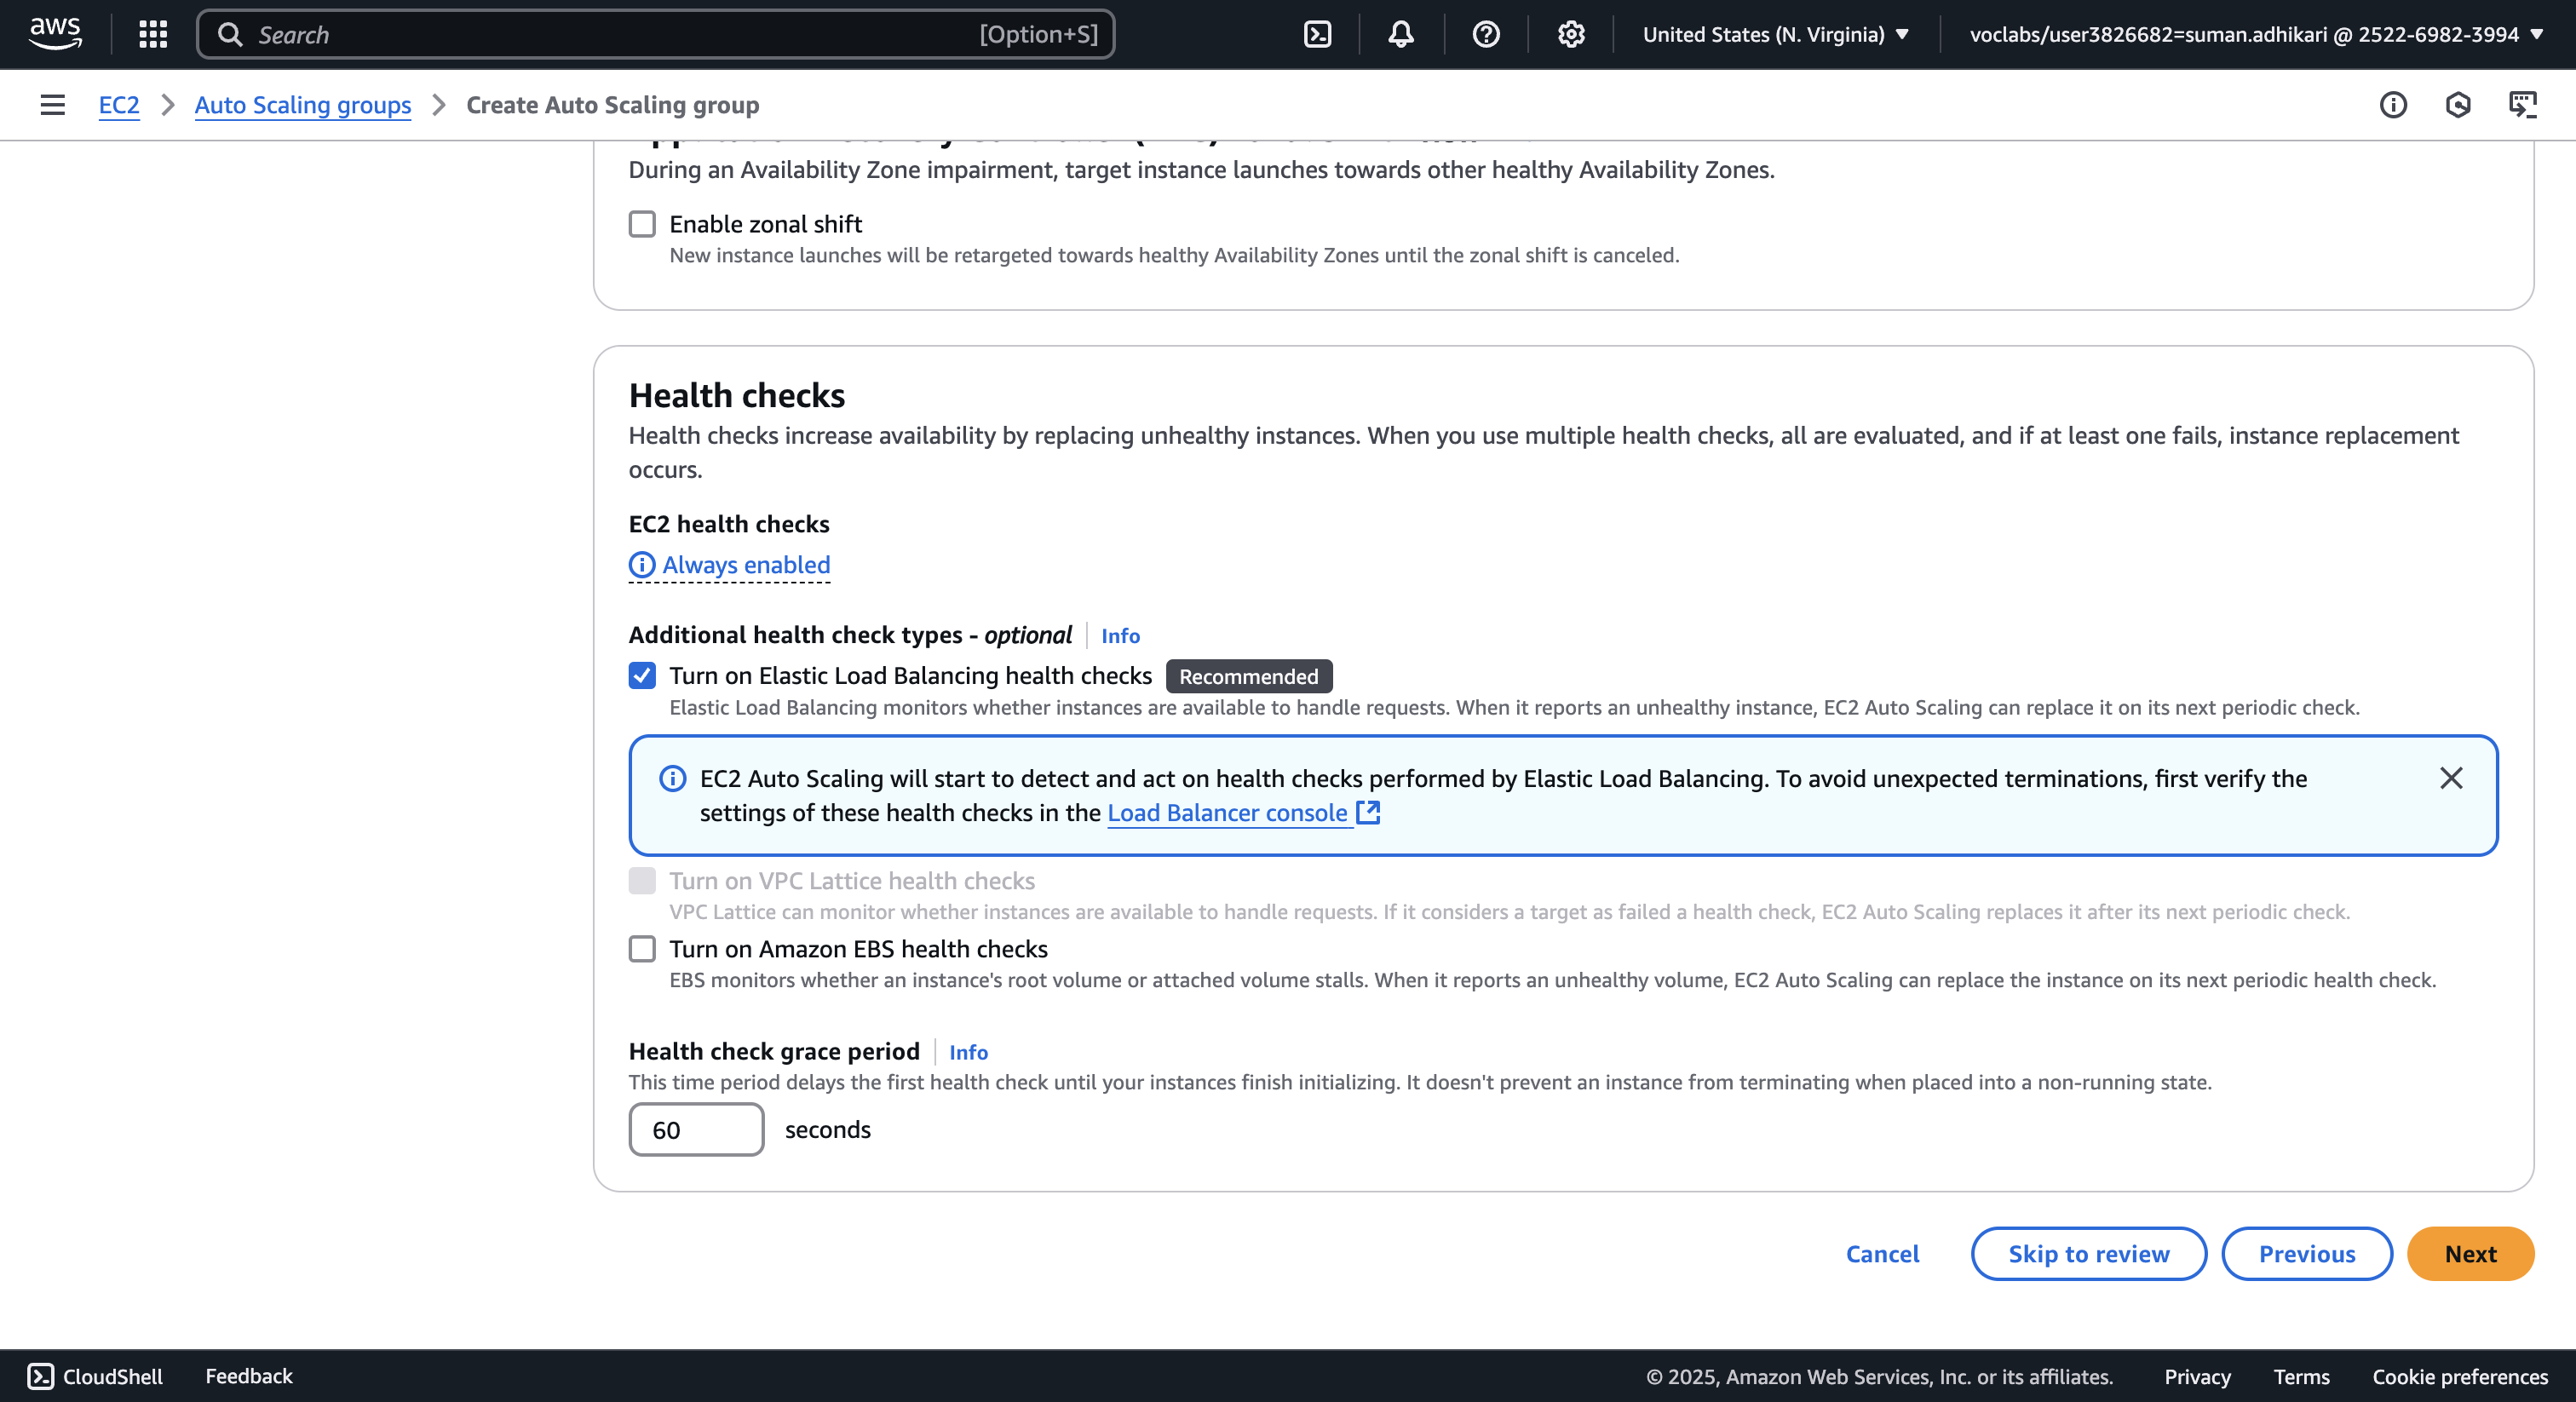 aws
Search [Option+S]
United States (N. Virginia)
voclabs/user3826682=suman.adhikari @ 2522-6982-3994
EC2 > Auto Scaling groups > Create Auto Scaling group
During an Availability Zone impairment, target instance launches towards other healthy Availability Zones.
Enable zonal shift
New instance launches will be retargeted towards healthy Availability Zones until the zonal shift is canceled.
Health checks
Health checks increase availability by replacing unhealthy instances. When you use multiple health checks, all are evaluated, and if at least one fails, instance replacement
occurs.
EC2 health checks
Always enabled
Additional health check types - optional | Info
Turn on Elastic Load Balancing health checks Recommended
Elastic Load Balancing monitors whether instances are available to handle requests. When it reports an unhealthy instance, EC2 Auto Scaling can replace it on its next periodic check.
EC2 Auto Scaling will start to detect and act on health checks performed by Elastic Load Balancing. To avoid unexpected terminations, first verify the
settings of these health checks in the Load Balancer console
Turn on VPC Lattice health checks
VPC Lattice can monitor whether instances are available to handle requests. If it considers a target as failed a health check, EC2 Auto Scaling replaces it after its next periodic check.
Turn on Amazon EBS health checks
EBS monitors whether an instance's root volume or attached volume stalls. When it reports an unhealthy volume, EC2 Auto Scaling can replace the instance on its next periodic health check.
Health check grace period | Info
This time period delays the first health check until your instances finish initializing. It doesn't prevent an instance from terminating when placed into a non-running state.
60 seconds
Cancel Skip to review Previous Next
CloudShell Feedback © 2025, Amazon Web Services, Inc. or its affiliates. Privacy Terms Cookie preferences